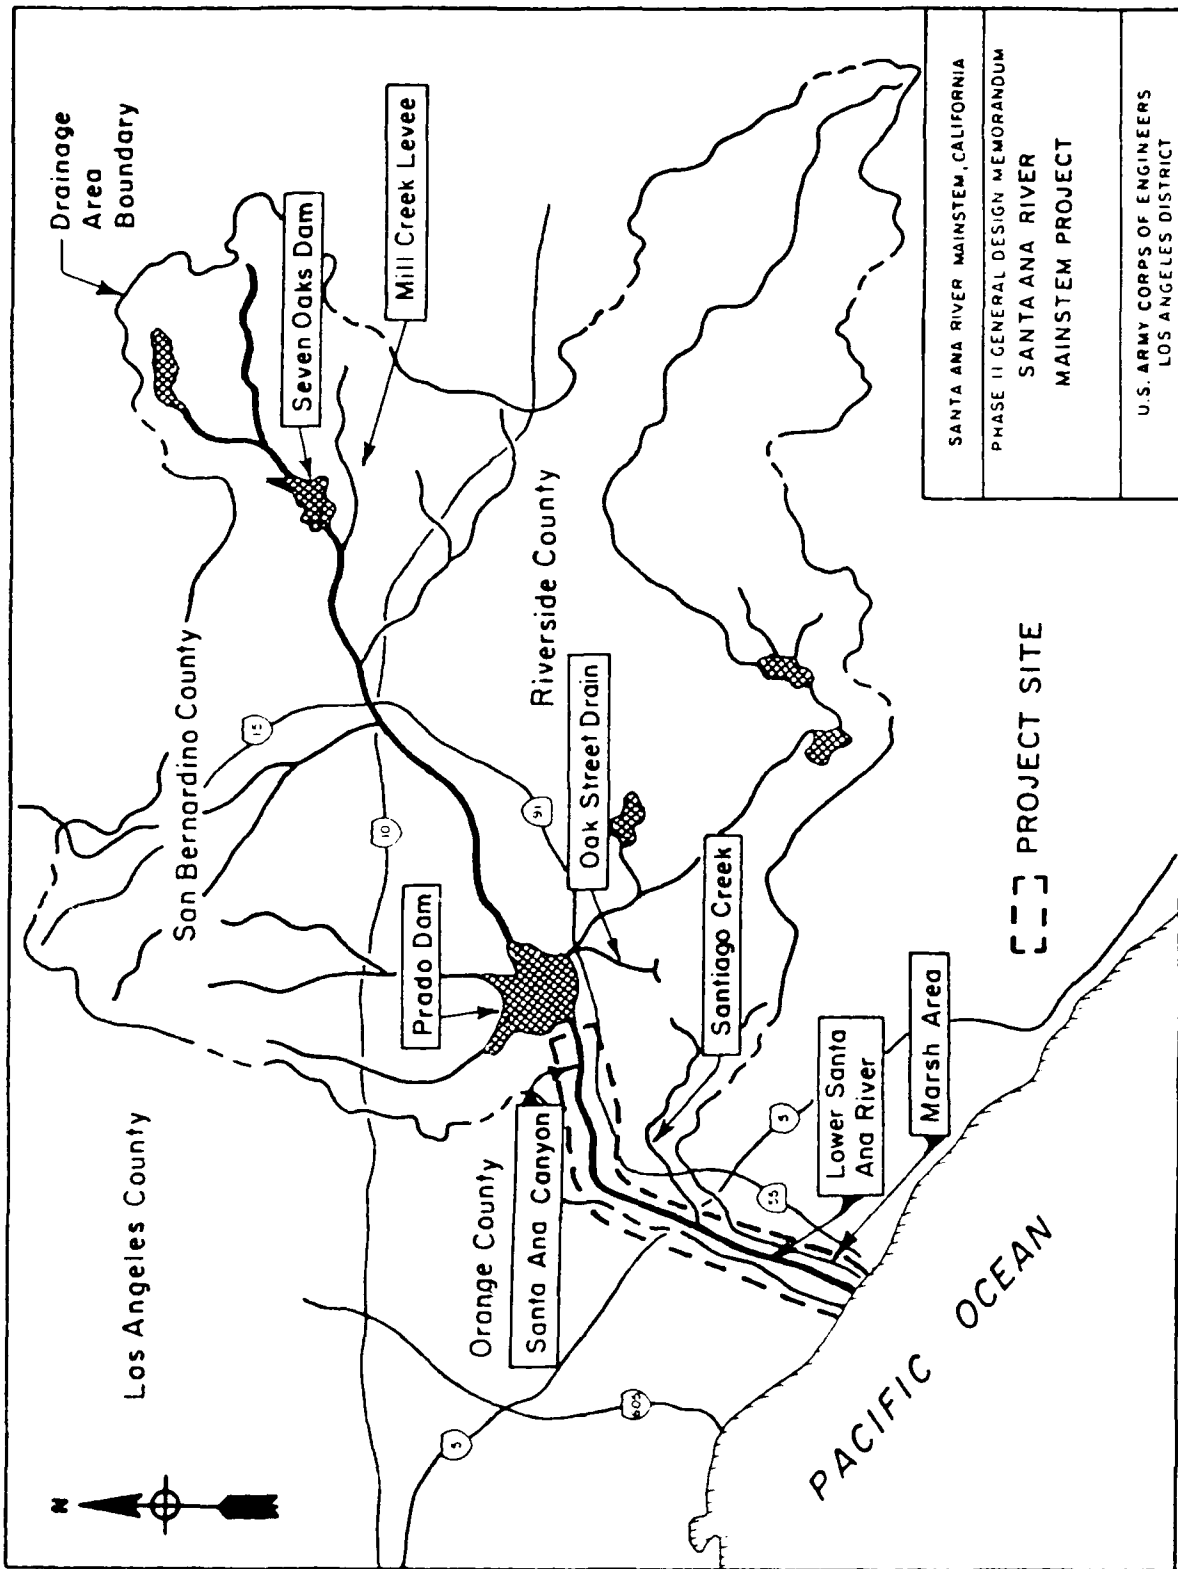 N
Los Angeles County
San Bernardino County
Drainage
Area
Boundary
Seven Oaks Dam
Mill Creek Levee
15
10
Prado Dam
91
Riverside County
Oak Street Drain
Orange County
Santa Ana Canyon
Santiago Creek
5
605
5
55
Lower Santa
Ana River
Marsh Area
PACIFIC OCEAN
PROJECT SITE
SANTA ANA RIVER MAINSTEM, CALIFORNIA
PHASE II GENERAL DESIGN MEMORANDUM
SANTA ANA RIVER
MAINSTEM PROJECT
U.S. ARMY CORPS OF ENGINEERS
LOS ANGELES DISTRICT